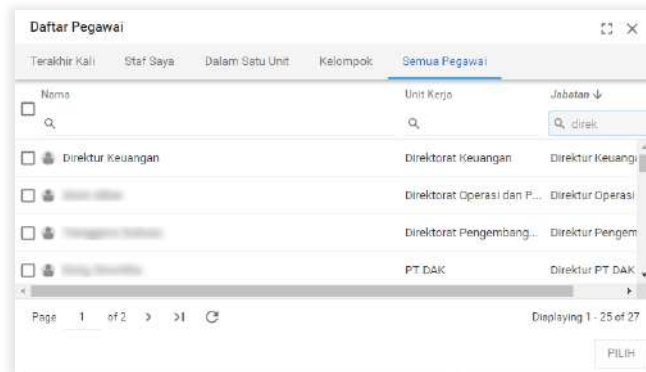 Daftar Pegawai
Terakhir Kali Staf Saya Dalam Satu Unit Kelompok Semua Pegawai
Nama Unit Kerja Jabatan ↓
direk
Direktur Keuangan Direktorat Keuangan Direktur Keuang
Direktorat Operasi dan P... Direktur Operasi
Direktorat Pengembang... Direktur Pengem
PT DAK Direktur PT DAK
Page 1 of 2 Displaying 1 - 25 of 27
PILIH